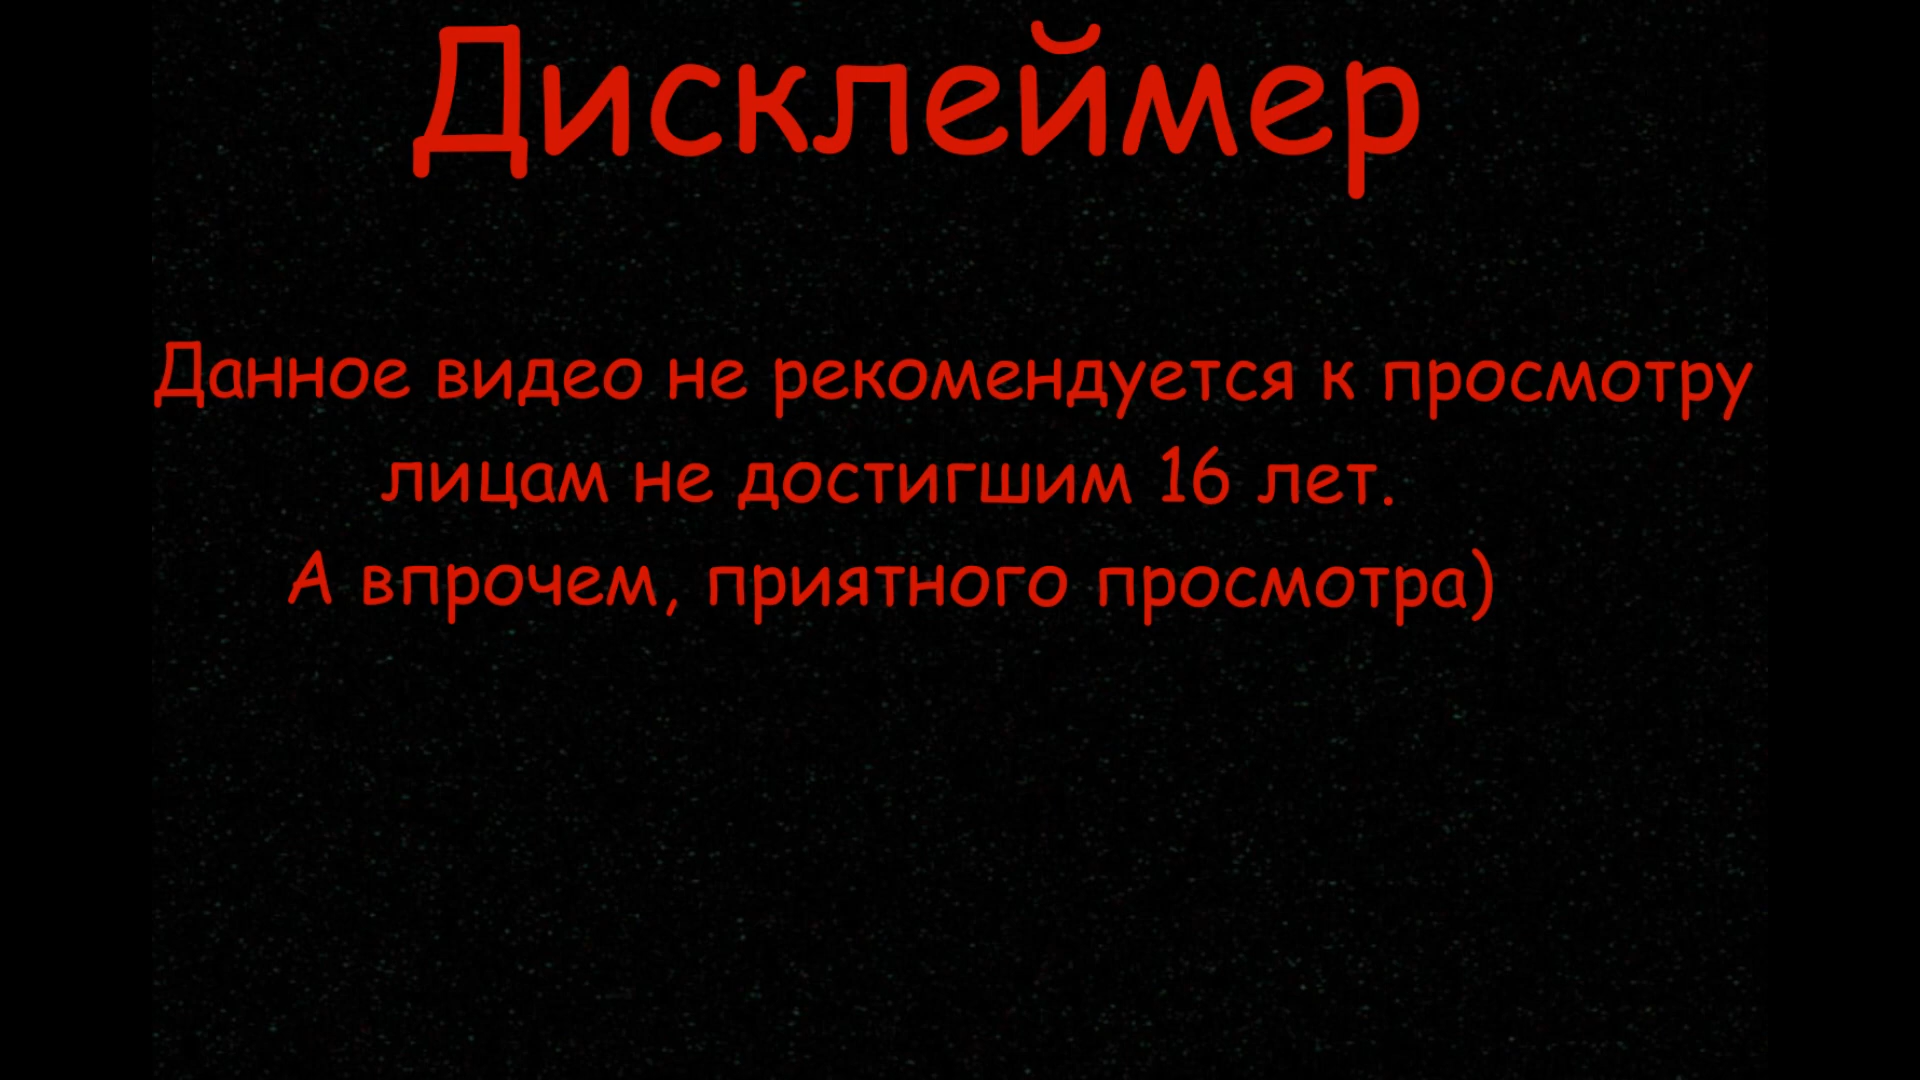 Дисклеймер
Данное видео не рекомендуется к просмотру
лицам не достигшим 16 лет.
А впрочем, приятного просмотра)